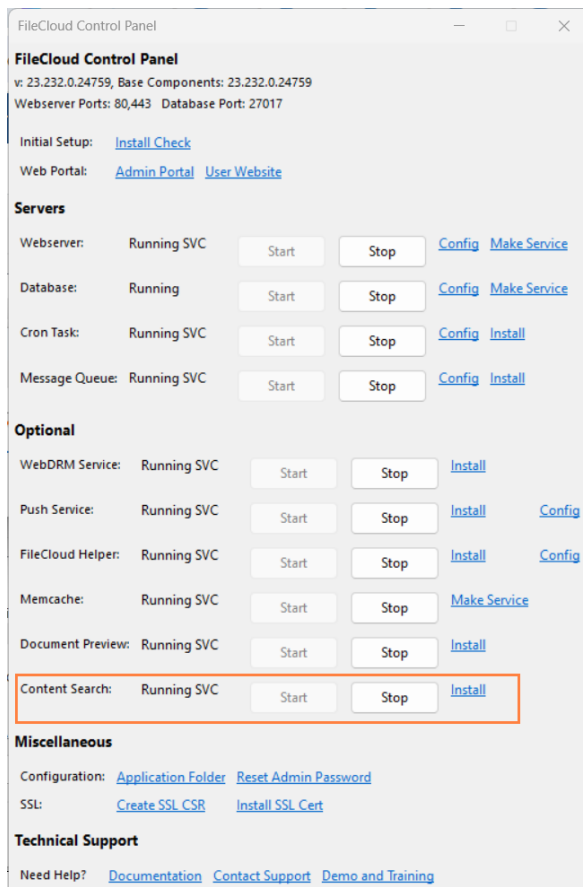 FileCloud Control Panel
FileCloud Control Panel
v: 23.232.0.24759, Base Components: 23.232.0.24759
Webserver Ports: 80,443 Database Port: 27017
Initial Setup: Install Check
Web Portal: Admin Portal User Website
Servers
Webserver: Running SVC Start Stop Config Make Service
Database: Running Start Stop Config Make Service
Cron Task: Running SVC Start Stop Config Install
Message Queue: Running SVC Start Stop Config Install
Optional
WebDRM Service: Running SVC Start Stop Install
Push Service: Running SVC Start Stop Install Config
FileCloud Helper: Running SVC Start Stop Install Config
Memcache: Running SVC Start Stop Make Service
Document Preview: Running SVC Start Stop Install
Content Search: Running SVC Start Stop Install
Miscellaneous
Configuration: Application Folder Reset Admin Password
SSL: Create SSL CSR Install SSL Cert
Technical Support
Need Help? Documentation Contact Support Demo and Training